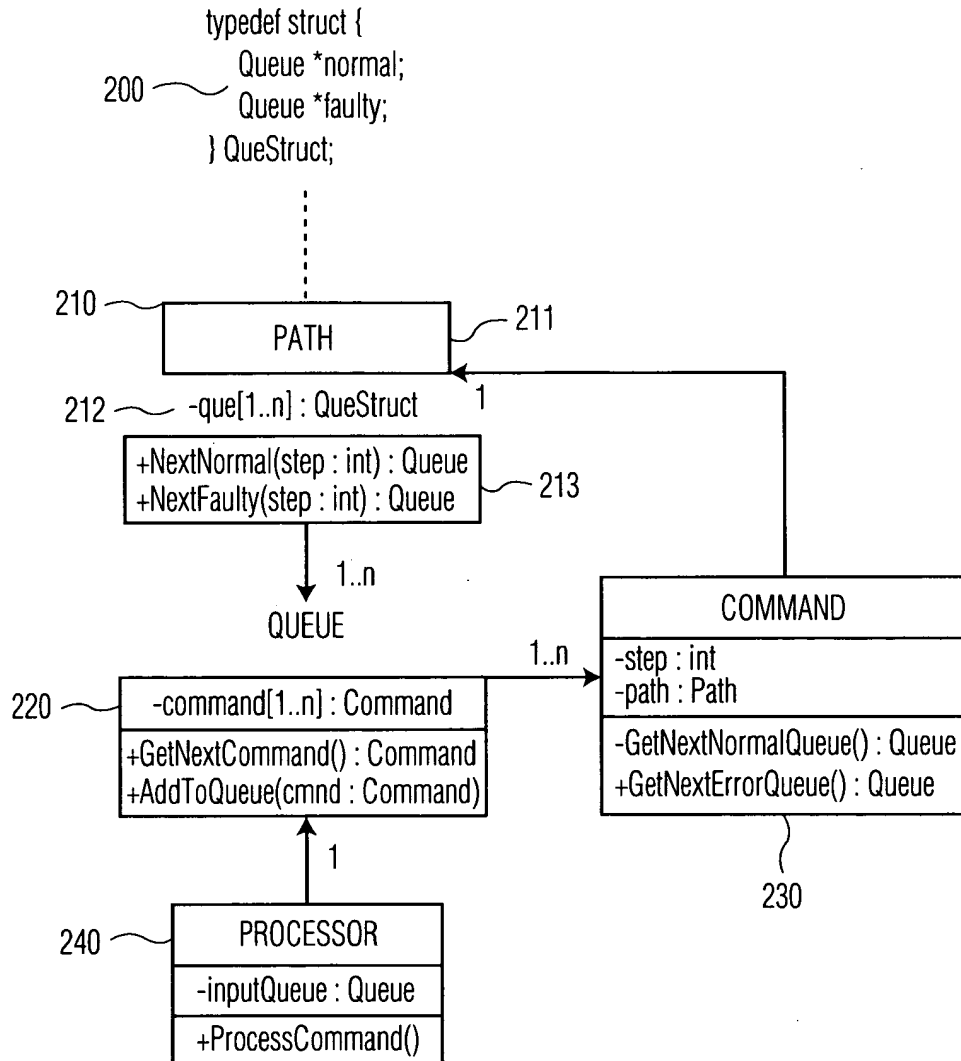 typedef struct {
Queue *normal;
200
Queue *faulty;
} QueStruct;
210
PATH
211
1
212
-que[1..n] : QueStruct
+NextNormal(step : int) : Queue
+NextFaulty(step : int) : Queue
213
1..n
QUEUE
COMMAND
1..n
-step : int
-path : Path
220
-command[1..n] : Command
+GetNextCommand() : Command
+AddToQueue(cmnd : Command)
-GetNextNormalQueue() : Queue
+GetNextErrorQueue() : Queue
1
230
240
PROCESSOR
-inputQueue : Queue
+ProcessCommand()